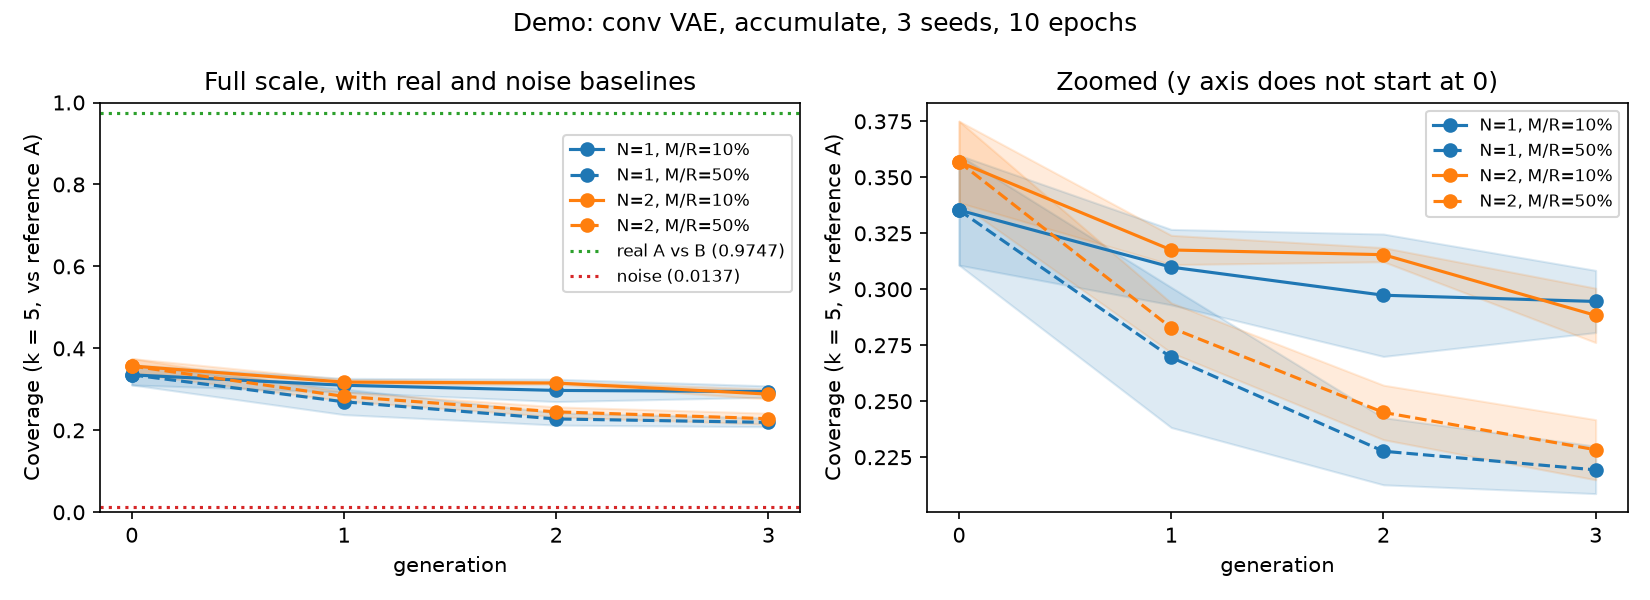 Demo: conv VAE, accumulate, 3 seeds, 10 epochs
Full scale, with real and noise baselines
Coverage (k = 5, vs reference A)
1.0
0.8
0.6
0.4
0.2
0.0
N=1, M/R=10%
N=1, M/R=50%
N=2, M/R=10%
N=2, M/R=50%
real A vs B (0.9747)
noise (0.0137)
0 1 2 3
generation
Zoomed (y axis does not start at 0)
Coverage (k = 5, vs reference A)
0.375
0.350
0.325
0.300
0.275
0.250
0.225
N=1, M/R=10%
N=1, M/R=50%
N=2, M/R=10%
N=2, M/R=50%
0 1 2 3
generation